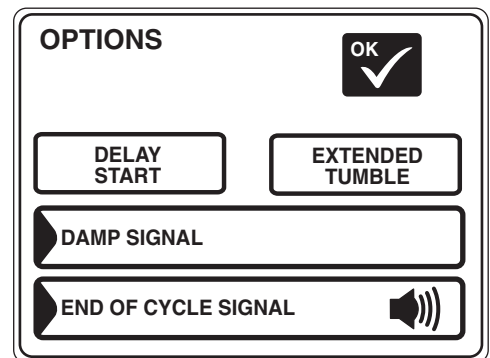 OPTIONS
OK
DELAY
START
EXTENDED
TUMBLE
DAMP SIGNAL
END OF CYCLE SIGNAL